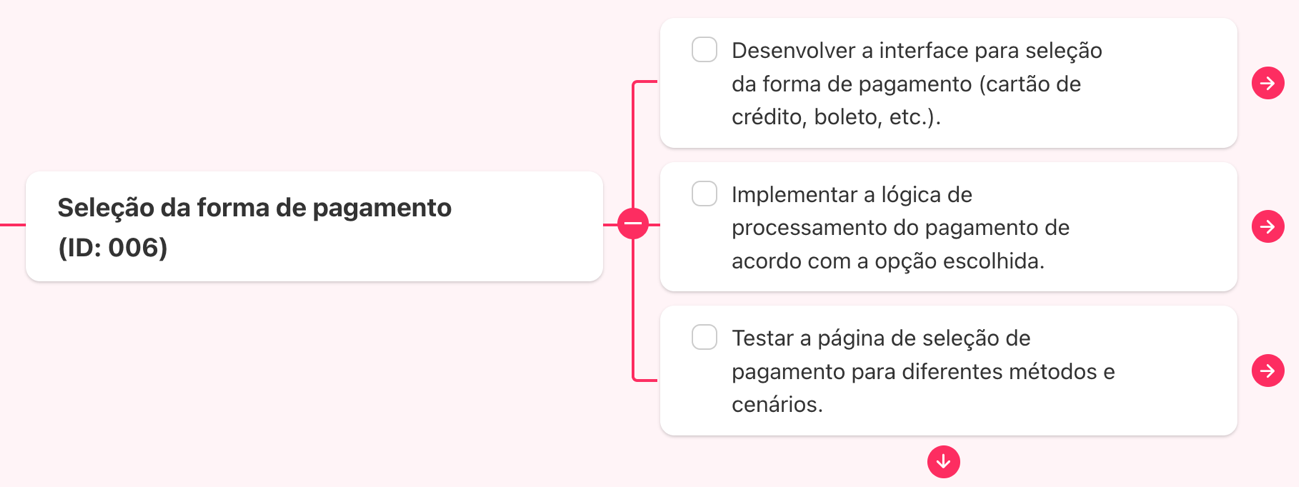 Desenvolver a interface para seleção
da forma de pagamento (cartão de
crédito, boleto, etc.).
Seleção da forma de pagamento
(ID: 006)
Implementar a lógica de
processamento do pagamento de
acordo com a opção escolhida.
Testar a página de seleção de
pagamento para diferentes métodos e
cenários.